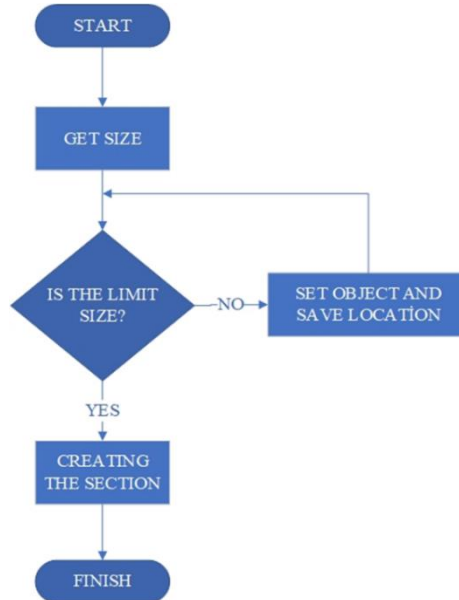 START
GET SIZE
IS THE LIMIT
SIZE?
NO
SET OBJECT AND
SAVE LOCATİON
YES
CREATING
THE SECTION
FINISH